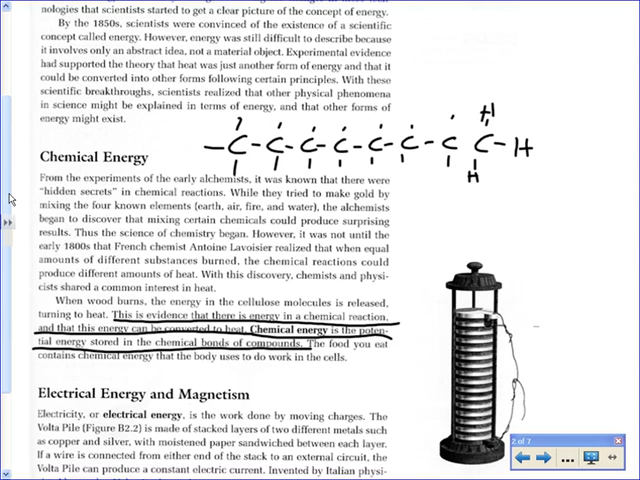 nologies that scientists started to get a clear picture of the concept of energy.
By the 1850s, scientists were convinced of the existence of a scientific
concept called energy. However, energy was still difficult to describe because
it involves only an abstract idea, not a material object. Experimental evidence
had supported the theory that heat was just another form of energy and that it
could be converted into other forms following certain principles. With these
scientific breakthroughs, scientists realized that other physical phenomena
in science might be explained in terms of energy, and that other forms of
energy might exist.
H
– C – C – C – C – C – C – C C – H
H
Chemical Energy
From the experiments of the early alchemists, it was known that there were
"hidden secrets" in chemical reactions. While they tried to make gold by
mixing the four known elements (earth, air, fire, and water), the alchemists
began to discover that mixing certain chemicals could produce surprising
results. Thus the science of chemistry began. However, it was not until the
early 1800s that French chemist Antoine Lavoisier realized that when equal
amounts of different substances burned, the chemical reactions could
produce different amounts of heat. With this discovery, chemists and physi-
cists shared a common interest in heat.
When wood burns, the energy in the cellulose molecules is released,
turning to heat. This is evidence that there is energy in a chemical reaction,
and that this energy can be converted to heat. Chemical energy is the poten-
tial energy stored in the chemical bonds of compounds. The food you eat
contains chemical energy that the body uses to do work in the cells.
Electrical Energy and Magnetism
Electricity, or electrical energy, is the work done by moving charges. The
Volta Pile (Figure B2.2) is made of stacked layers of two different metals such
as copper and silver, with moistened paper sandwiched between each layer.
If a wire is connected from either end of the stack to an external circuit, the
Volta Pile can produce a constant electric current. Invented by Italian physi-
2 of 7